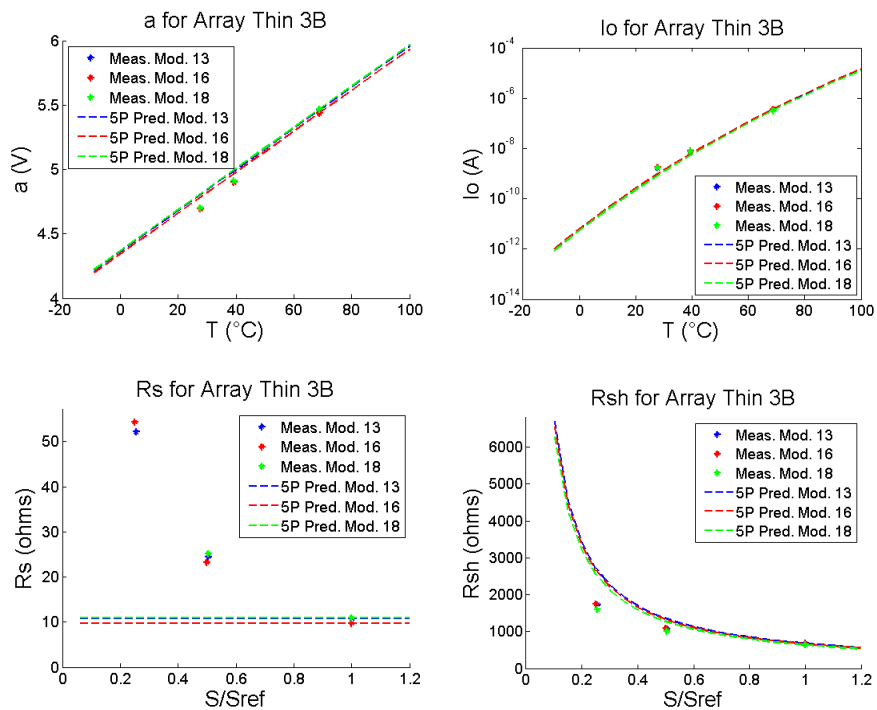 a for Array Thin 3B
6
5.5
5
4.5
4
a (V)
Meas. Mod. 13
Meas. Mod. 16
Meas. Mod. 18
5P Pred. Mod. 13
5P Pred. Mod. 16
5P Pred. Mod. 18
-20 0 20 40 60 80 100
T (°C)
Io for Array Thin 3B
10^-4
10^-6
10^-8
10^-10
10^-12
10^-14
Io (A)
Meas. Mod. 13
Meas. Mod. 16
Meas. Mod. 18
5P Pred. Mod. 13
5P Pred. Mod. 16
5P Pred. Mod. 18
-20 0 20 40 60 80 100
T (°C)
Rs for Array Thin 3B
50
40
30
20
10
0
Rs (ohms)
Meas. Mod. 13
Meas. Mod. 16
Meas. Mod. 18
5P Pred. Mod. 13
5P Pred. Mod. 16
5P Pred. Mod. 18
0 0.2 0.4 0.6 0.8 1 1.2
S/Sref
Rsh for Array Thin 3B
6000
5000
4000
3000
2000
1000
0
Rsh (ohms)
Meas. Mod. 13
Meas. Mod. 16
Meas. Mod. 18
5P Pred. Mod. 13
5P Pred. Mod. 16
5P Pred. Mod. 18
0 0.2 0.4 0.6 0.8 1 1.2
S/Sref